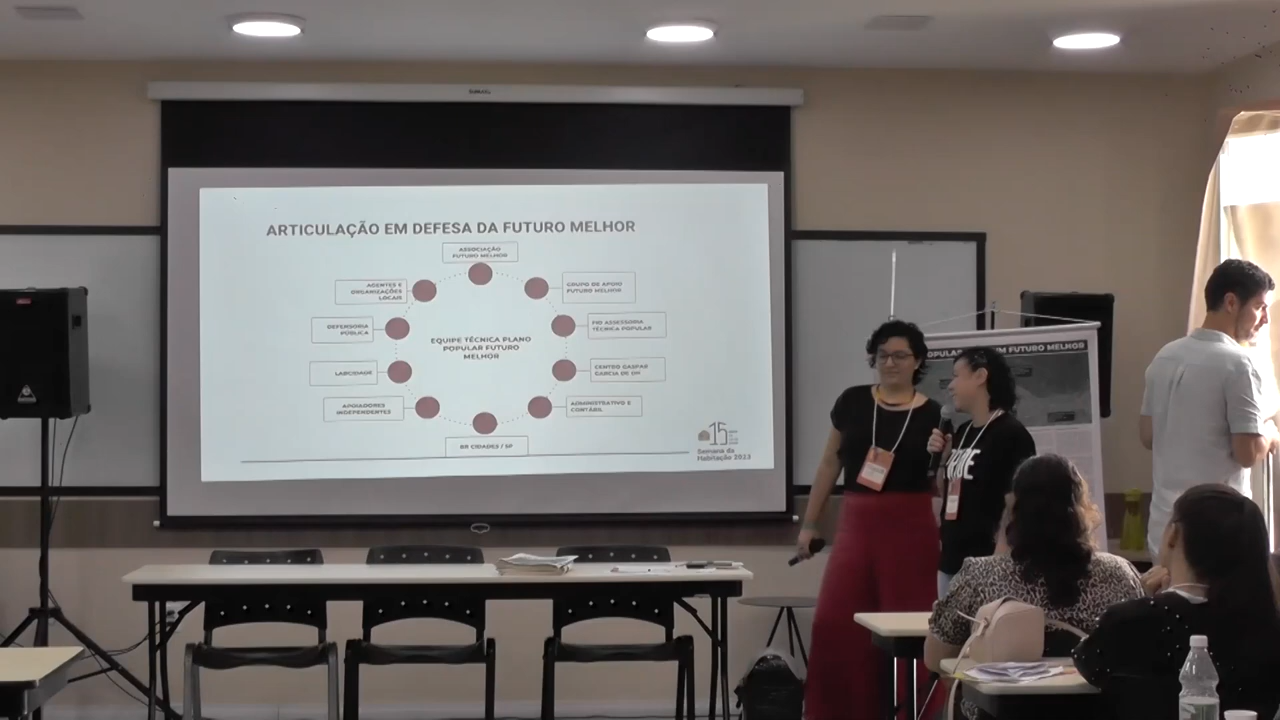 ARTICULAÇÃO EM DEFESA DA FUTURO MELHOR
ASSOCIAÇÃO
FUTURO MELHOR
AGENTES E
ORGANIZAÇÕES
LOCAIS
GRUPO DE APOIO
FUTURO MELHOR
DEFENSORIA
PÚBLICA
ASSESSORIA
TÉCNICA POPULAR
EQUIPE TÉCNICA PLANO
POPULAR FUTURO
MELHOR
LABCIDADE
CENTRO GASPAR
GARCIA DE DH
APOIADORES
INDEPENDENTES
ADMINISTRATIVO E
CONTÁBIL
BR CIDADES / SP
15
Semana da
Habitação 2023
FUTURO MELHOR